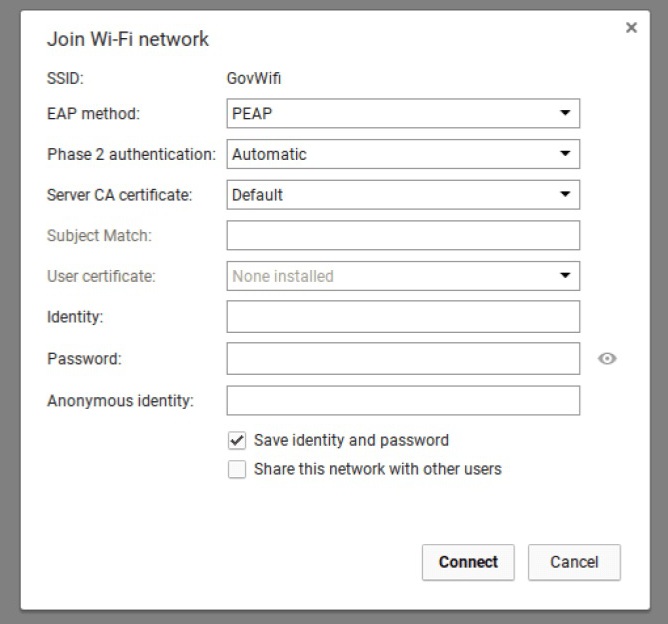 Join Wi-Fi network
SSID: GovWifi
EAP method: PEAP
Phase 2 authentication: Automatic
Server CA certificate: Default
Subject Match:
User certificate: None installed
Identity:
Password:
Anonymous identity:
Save identity and password
Share this network with other users
Connect Cancel